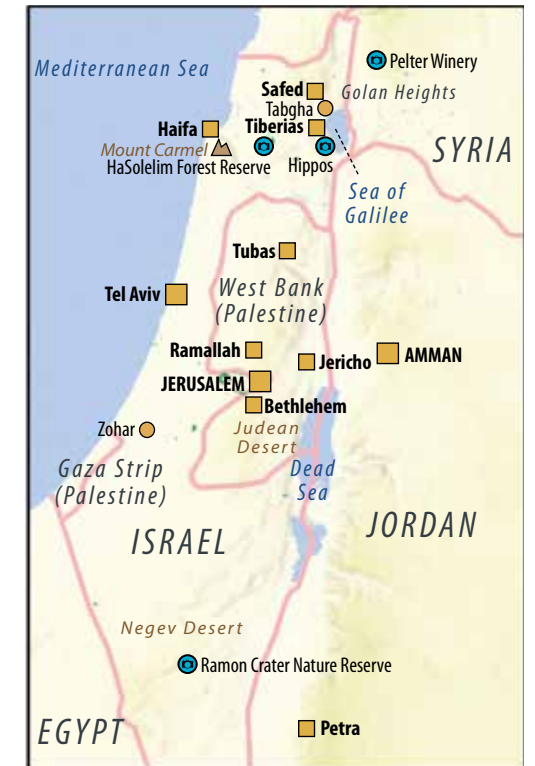 Mediterranean Sea
Pelter Winery
Safed
Golan Heights
Tabgha
Haifa
Tiberias
Mount Carmel
HaSolelim Forest Reserve
Hippos
SYRIA
Sea of
Galilee
Tubas
Tel Aviv
West Bank
(Palestine)
Ramallah
Jericho
AMMAN
JERUSALEM
Bethlehem
Zohar
Judean
Desert
Gaza Strip
(Palestine)
Dead
Sea
ISRAEL
JORDAN
Negev Desert
Ramon Crater Nature Reserve
EGYPT
Petra